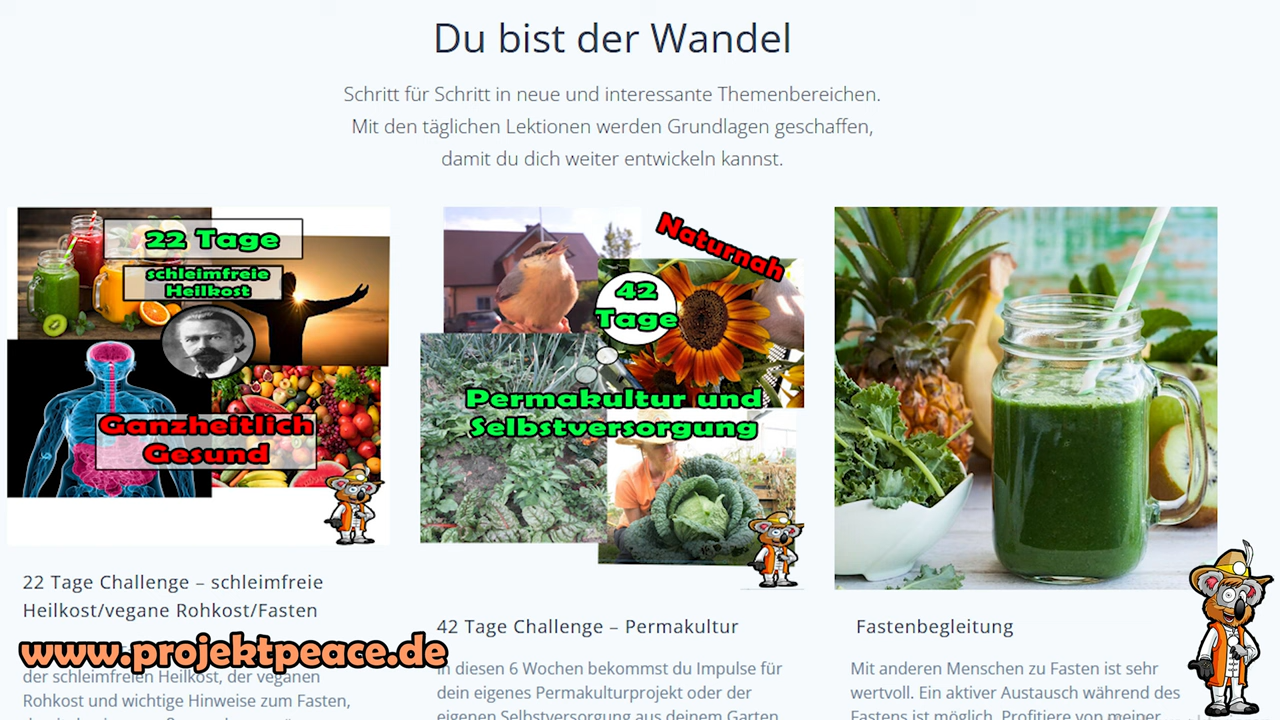 Du bist der Wandel
Schritt für Schritt in neue und interessante Themenbereichen.
Mit den täglichen Lektionen werden Grundlagen geschaffen,
damit du dich weiter entwickeln kannst.
22 Tage
schleimfreie
Heilkost
Ganzheitlich
Gesund
Naturnah
42
Tage
Permakultur und
Selbstversorgung
22 Tage Challenge – schleimfreie
Heilkost/vegane Rohkost/Fasten
www.projektpeace.de
der schleimfreien Heilkost, der veganen
Rohkost und wichtige Hinweise zum Fasten,
42 Tage Challenge – Permakultur
In diesen 6 Wochen bekommst du Impulse für
dein eigenes Permakulturprojekt oder der
eigenen Selbstversorgung aus deinem Garten
Fastenbegleitung
Mit anderen Menschen zu Fasten ist sehr
wertvoll. Ein aktiver Austausch während des
Fastens ist möglich. Profitiere von meiner